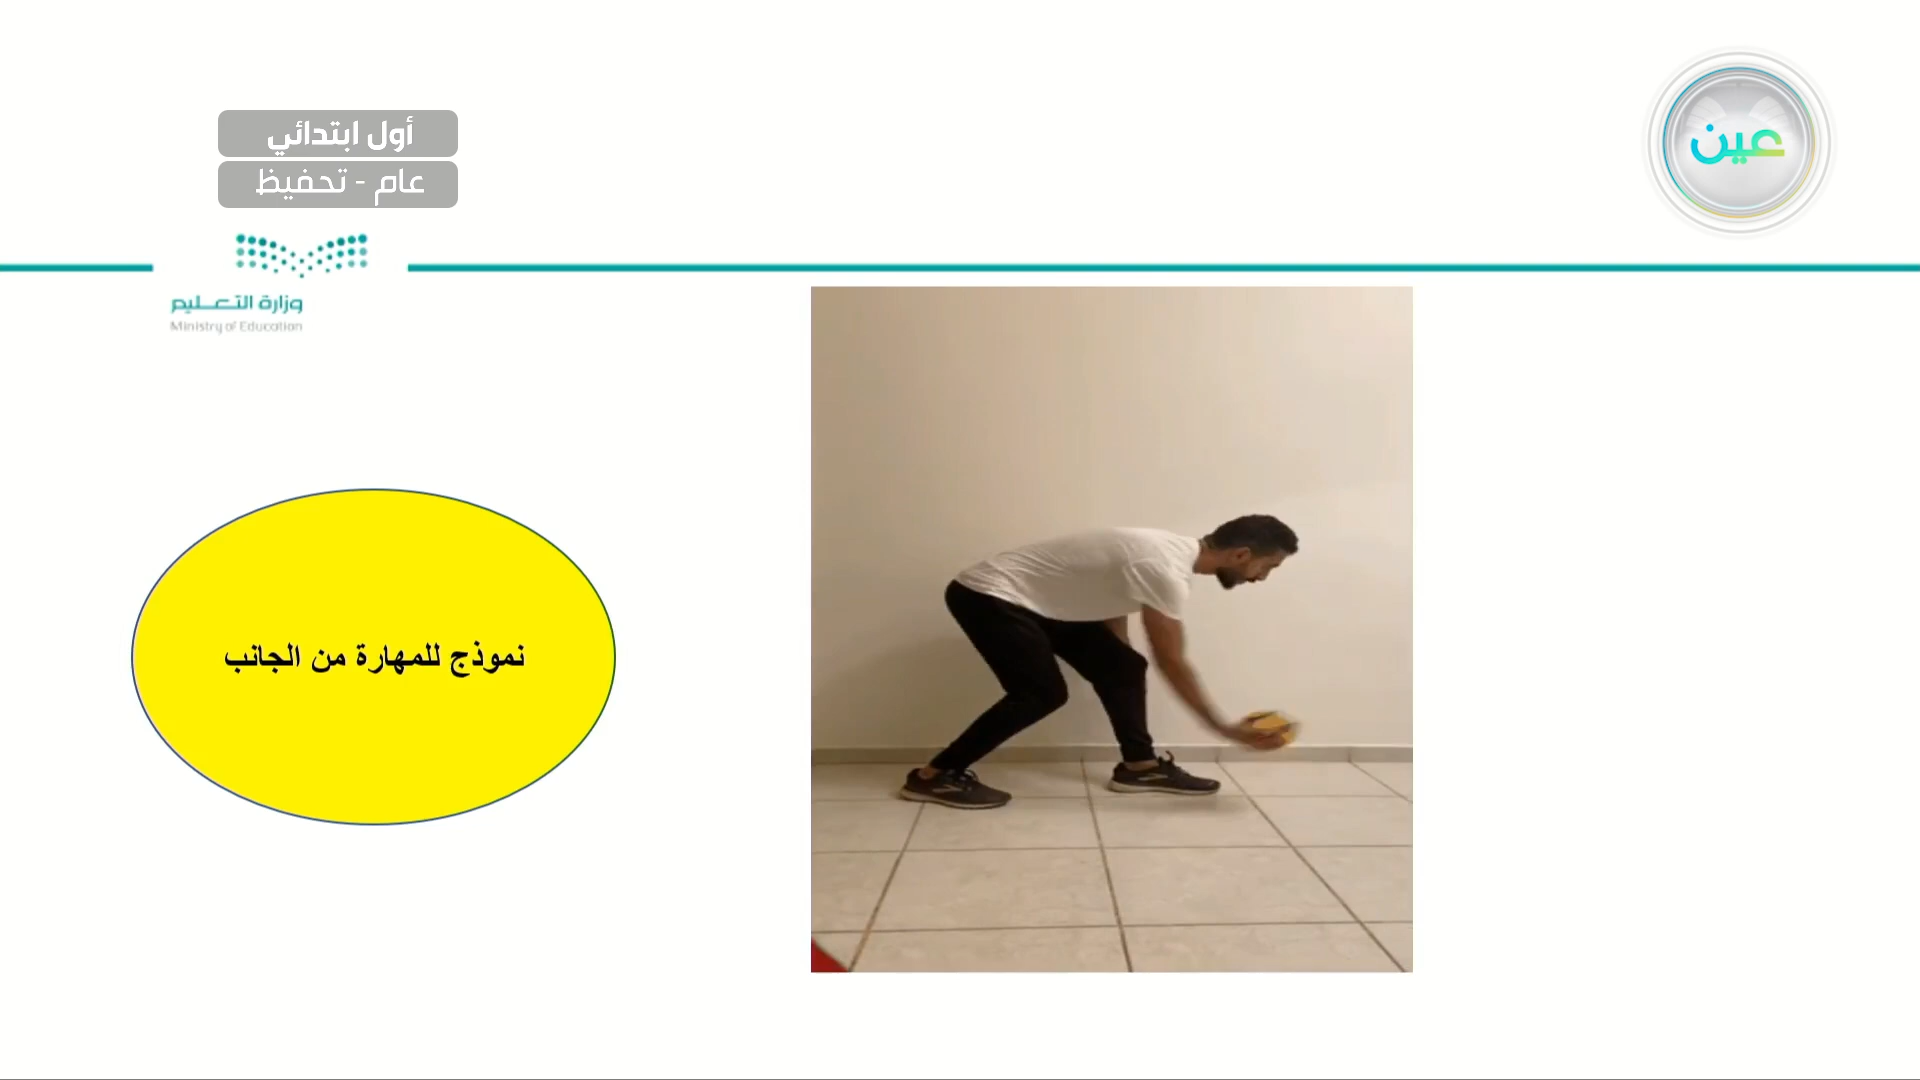 أول ابتدائي
عام - تحفيظ
عين
وزارة التعليم
Ministry of Education
نموذج للمهارة من الجانب